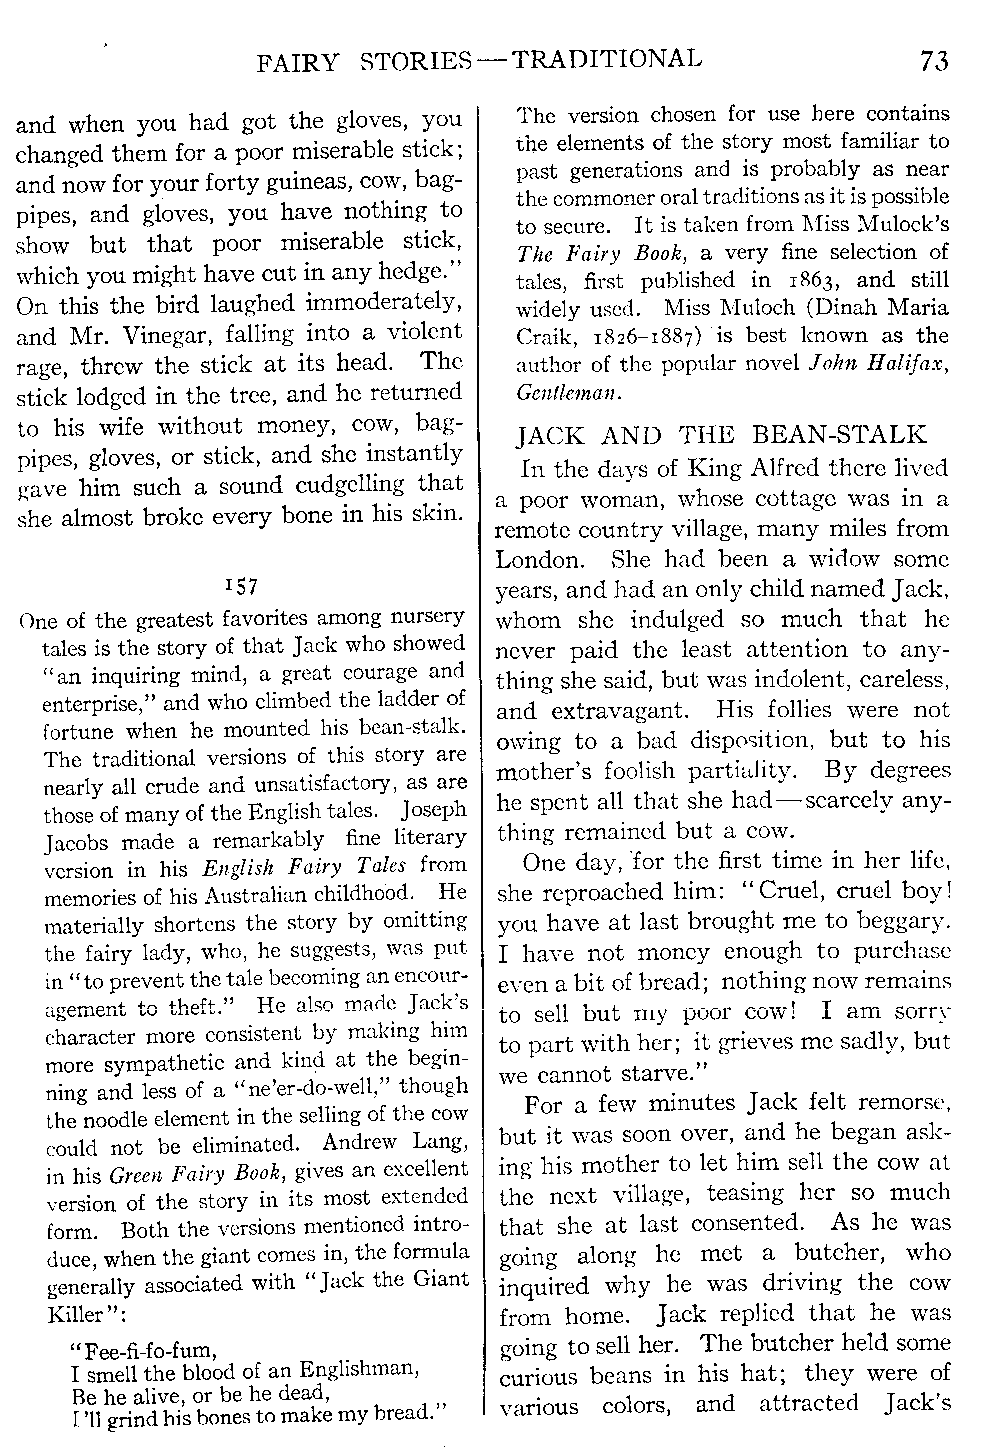 FAIRY STORIES—TRADITIONAL 73
and when you had got the gloves, you
changed them for a poor miserable stick;
and now for your forty guineas, cow, bag-
pipes, and gloves, you have nothing to
show but that poor miserable stick,
which you might have cut in any hedge.”
On this the bird laughed immoderately,
and Mr. Vinegar, falling into a violent
rage, threw the stick at its head. The
stick lodged in the tree, and he returned
to his wife without money, cow, bag-
pipes, gloves, or stick, and she instantly
gave him such a sound cudgelling that
she almost broke every bone in his skin.
157
One of the greatest favorites among nursery
tales is the story of that Jack who showed
“an inquiring mind, a great courage and
enterprise,” and who climbed the ladder of
fortune when he mounted his bean-stalk.
The traditional versions of this story are
nearly all crude and unsatisfactory, as are
those of many of the English tales. Joseph
Jacobs made a remarkably fine literary
version in his English Fairy Tales from
memories of his Australian childhood. He
materially shortens the story by omitting
the fairy lady, who, he suggests, was put
in “to prevent the tale becoming an encour-
agement to theft.” He also made Jack’s
character more consistent by making him
more sympathetic and kind at the begin-
ning and less of a “ne’er-do-well,” though
the noodle element in the selling of the cow
could not be eliminated. Andrew Lang,
in his Green Fairy Book, gives an excellent
version of the story in its most extended
form. Both the versions mentioned intro-
duce, when the giant comes in, the formula
generally associated with “Jack the Giant
Killer”:
“Fee-fi-fo-fum,
I smell the blood of an Englishman,
Be he alive, or be he dead,
I’ll grind his bones to make my bread.”
The version chosen for use here contains
the elements of the story most familiar to
past generations and is probably as near
the commoner oral traditions as it is possible
to secure. It is taken from Miss Mulock’s
The Fairy Book, a very fine selection of
tales, first published in 1863, and still
widely used. Miss Muloch (Dinah Maria
Craik, 1826–1887) is best known as the
author of the popular novel John Halifax,
Gentleman.
JACK AND THE BEAN-STALK
In the days of King Alfred there lived
a poor woman, whose cottage was in a
remote country village, many miles from
London. She had been a widow some
years, and had an only child named Jack,
whom she indulged so much that he
never paid the least attention to any-
thing she said, but was indolent, careless,
and extravagant. His follies were not
owing to a bad disposition, but to his
mother’s foolish partiality. By degrees
he spent all that she had—scarcely any-
thing remained but a cow.
One day, for the first time in her life,
she reproached him: “Cruel, cruel boy!
you have at last brought me to beggary.
I have not money enough to purchase
even a bit of bread; nothing now remains
to sell but my poor cow! I am sorry
to part with her; it grieves me sadly, but
we cannot starve.”
For a few minutes Jack felt remorse,
but it was soon over, and he began ask-
ing his mother to let him sell the cow at
the next village, teasing her so much
that she at last consented. As he was
going along he met a butcher, who
inquired why he was driving the cow
from home. Jack replied that he was
going to sell her. The butcher held some
curious beans in his hat; they were of
various colors, and attracted Jack’s